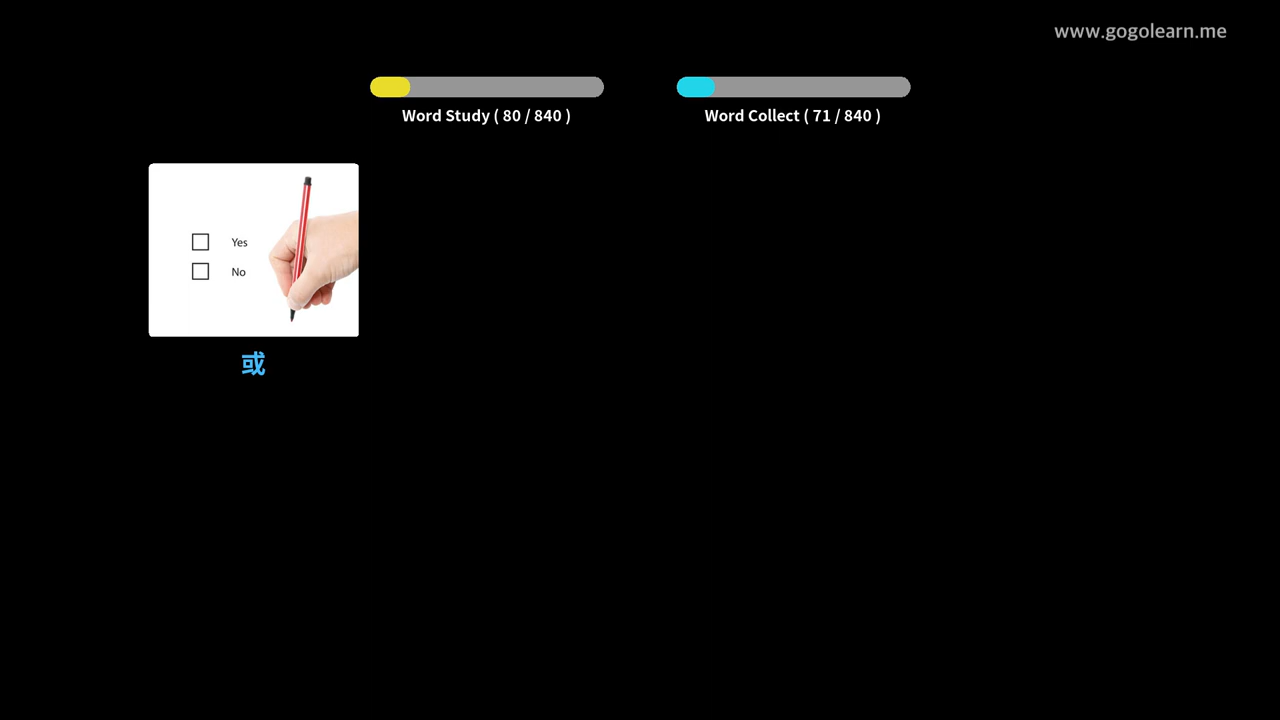 www.gogolearn.me
Word Study ( 80 / 840 )
Word Collect ( 71 / 840 )
Yes
No
或